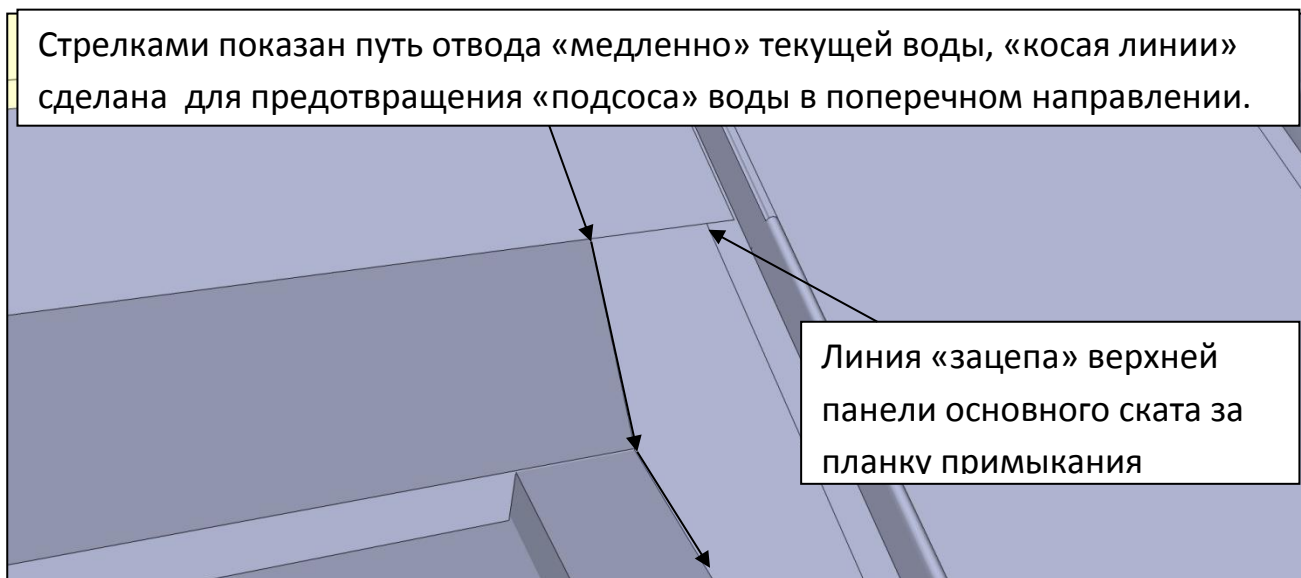 Стрелками показан путь отвода «медленно» текущей воды, «косая линии»
сделана для предотвращения «подсоса» воды в поперечном направлении.
Линия «зацепа» верхней
панели основного ската за
планку примыкания